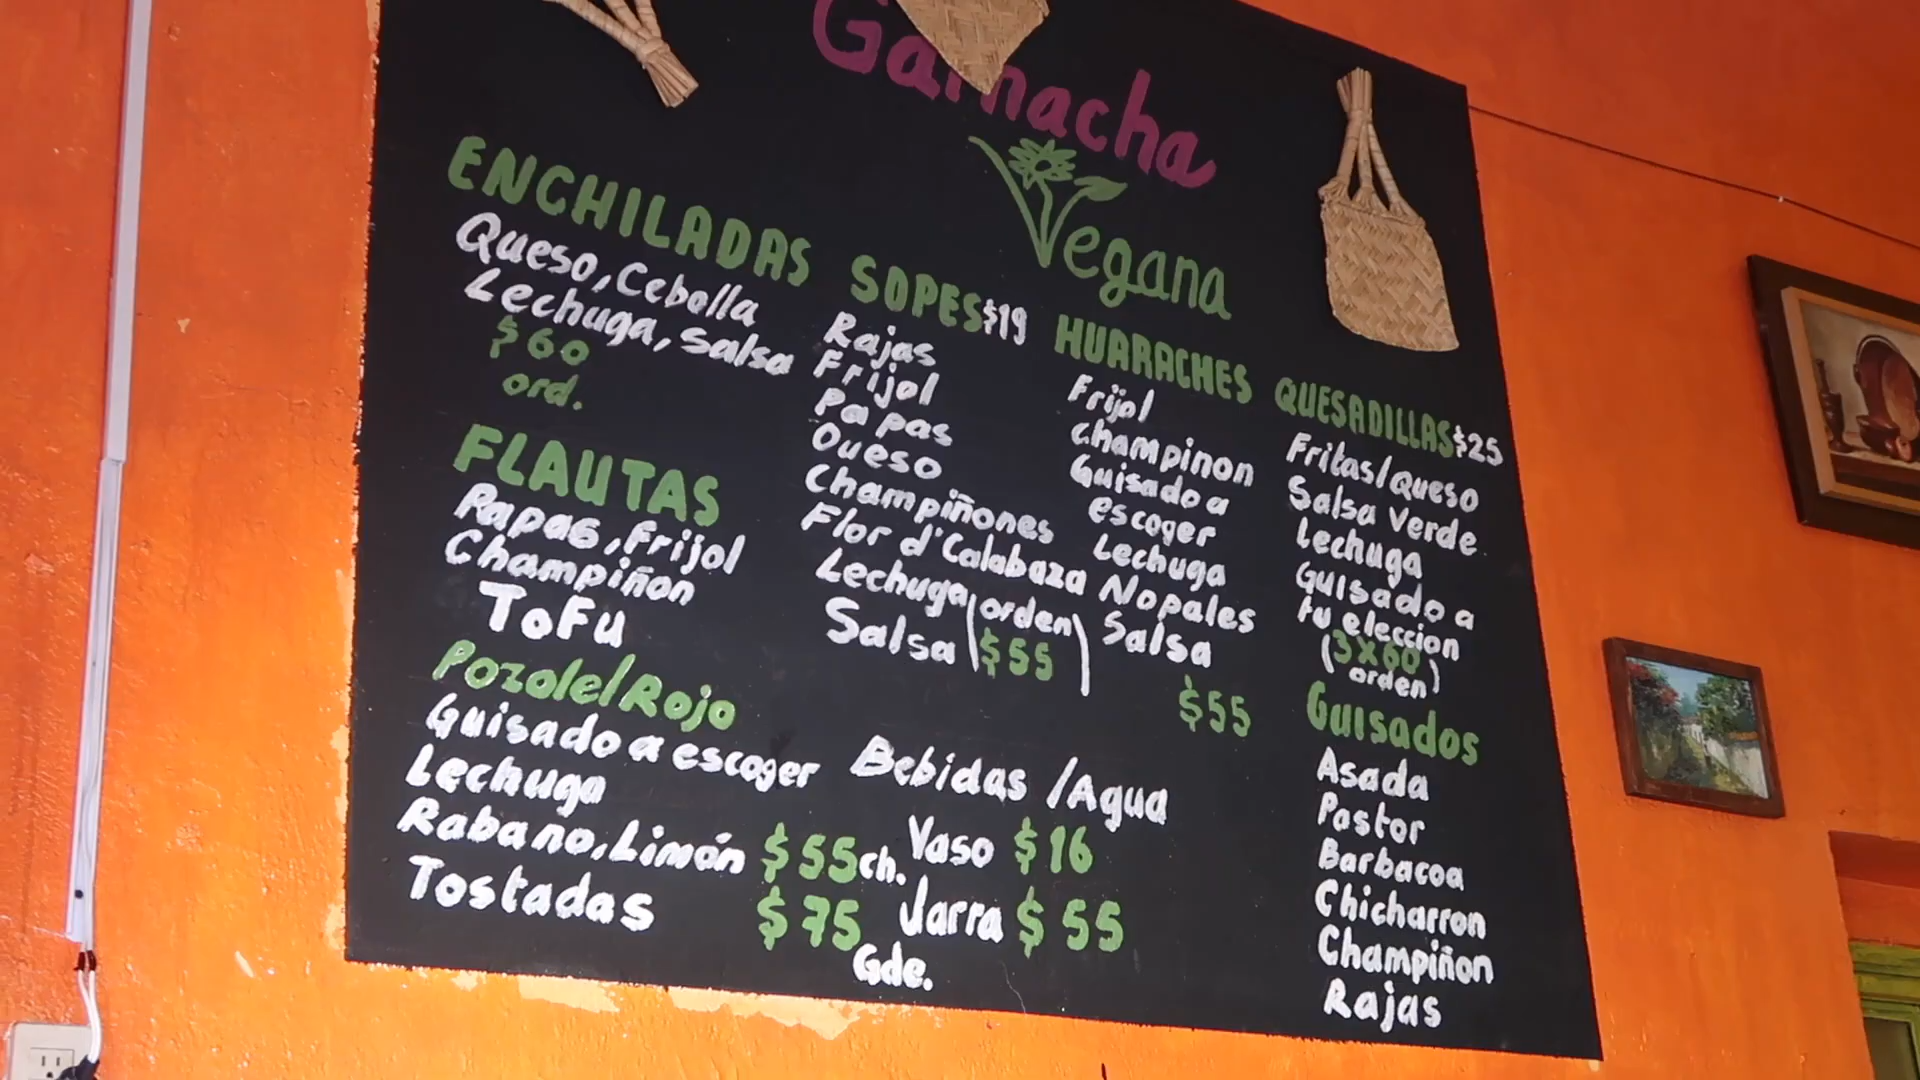 Garnacha
Vegana
ENCHILADAS
Queso, Cebolla
Lechuga, Salsa
$60
ord.
FLAUTAS
Papas, Frijol
Champiñon
ToFu
Pozole/Rojo
Guisado a escoger
Lechuga
Rabano, Limón $55 ch.
Tostadas $75
Gde.
SOPES $19
Rajas
Frijol
Papas
Queso
Champiñones
Flor d'Calabaza
Lechuga (orden)
Salsa ($55)
HUARACHES
Frijol
Champinon
Guisado a
escoger
Lechuga
Nopales
Salsa
$55
QUESADILLAS $25
Fritas/Queso
Salsa Verde
Lechuga
Guisado a
tu eleccion
(3X60
orden)
Bebidas /Agua
Vaso $16
Jarra $55
Guisados
Asada
Pastor
Barbacoa
Chicharron
Champiñon
Rajas